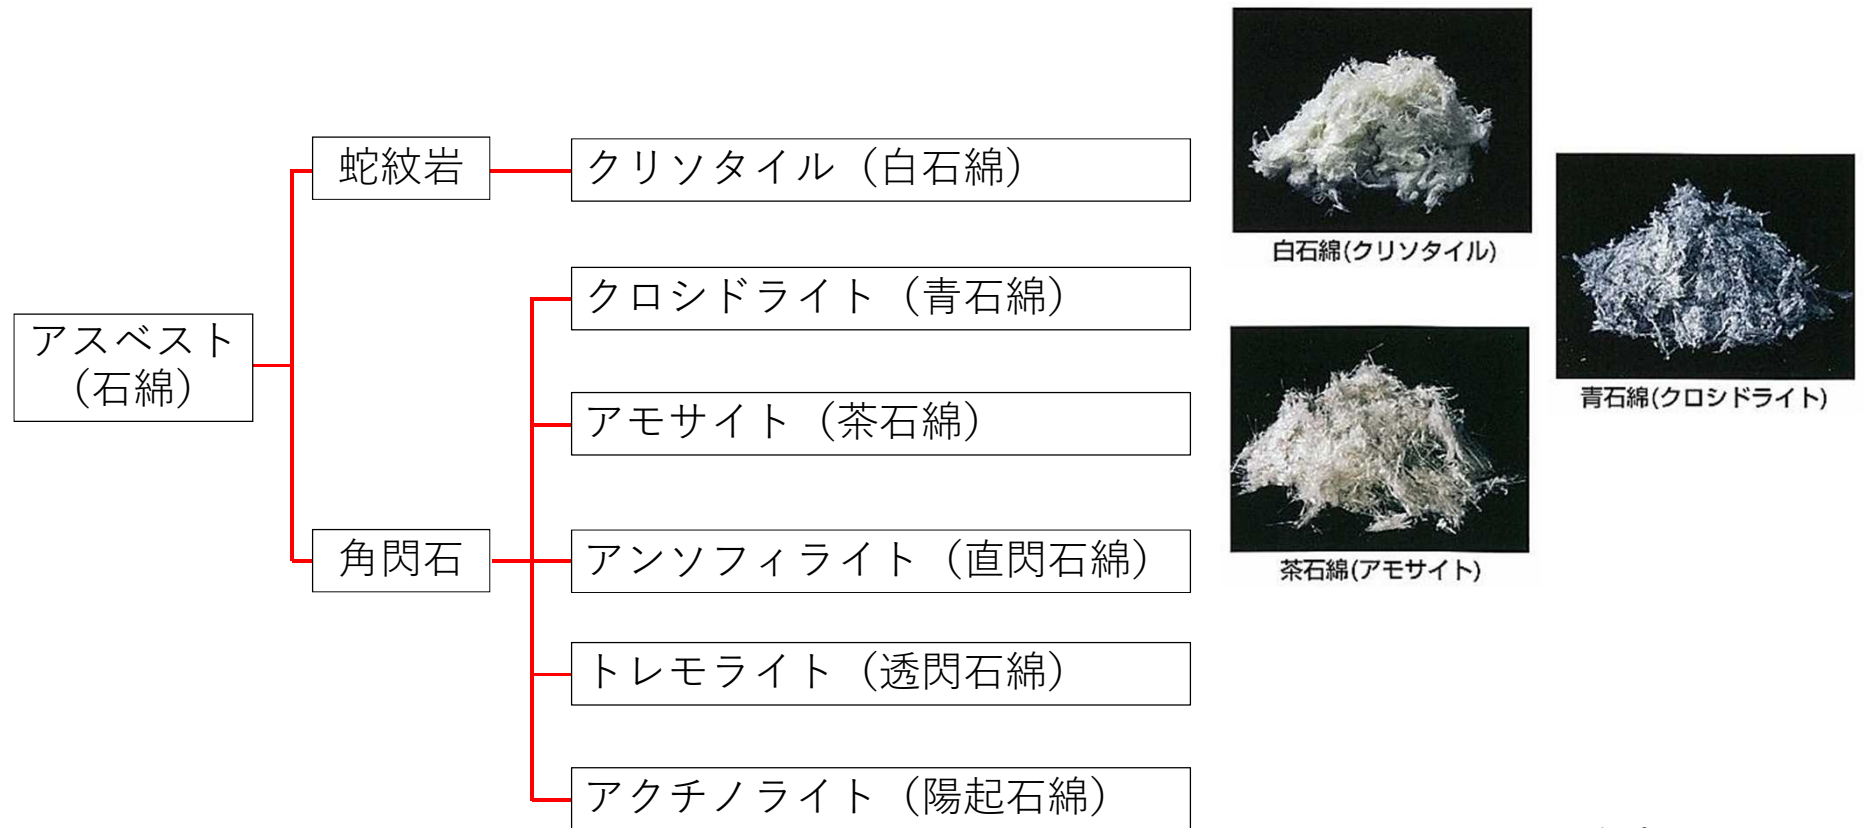 アスベスト
（石綿）
蛇紋岩
クリソタイル（白石綿）
角閃石
クロシドライト（青石綿）
アモサイト（茶石綿）
アンソフィライト（直閃石綿）
トレモライト（透閃石綿）
アクチノライト（陽起石綿）
白石綿(クリソタイル)
青石綿(クロシドライト)
茶石綿(アモサイト)